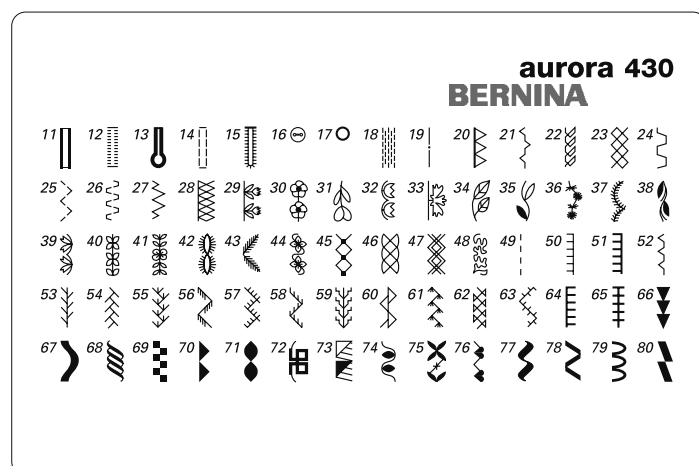 aurora 430
BERNINA
11 12 13 14 15 16 17 18 19 20 21 22 23 24
25 26 27 28 29 30 31 32 33 34 35 36 37 38
39 40 41 42 43 44 45 46 47 48 49 50 51 52
53 54 55 56 57 58 59 60 61 62 63 64 65 66
67 68 69 70 71 72 73 74 75 76 77 78 79 80